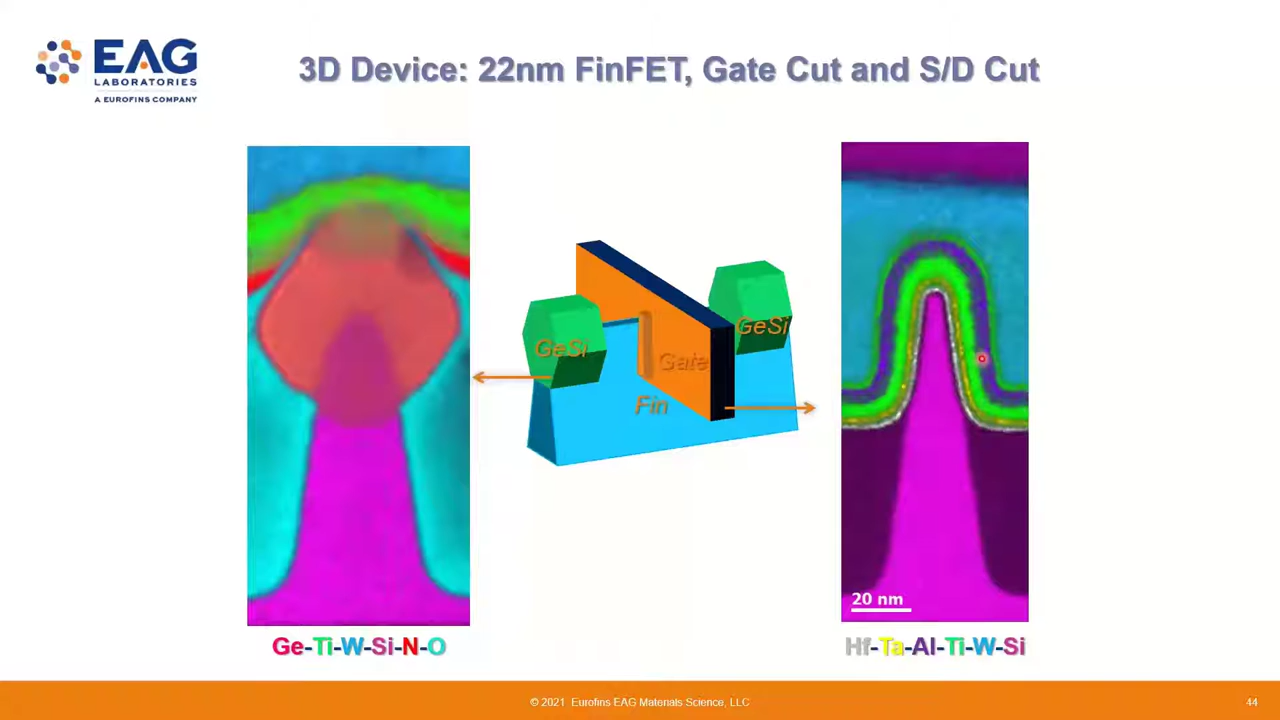 EAG
LABORATORIES
A EUROFINS COMPANY
3D Device: 22nm FinFET, Gate Cut and S/D Cut
GeSi
GeSi
Gate
Fin
20 nm
Ge-Ti-W-Si-N-O
Hf-Ta-Al-Ti-W-Si
© 2021 Eurofins EAG Materials Science, LLC
44